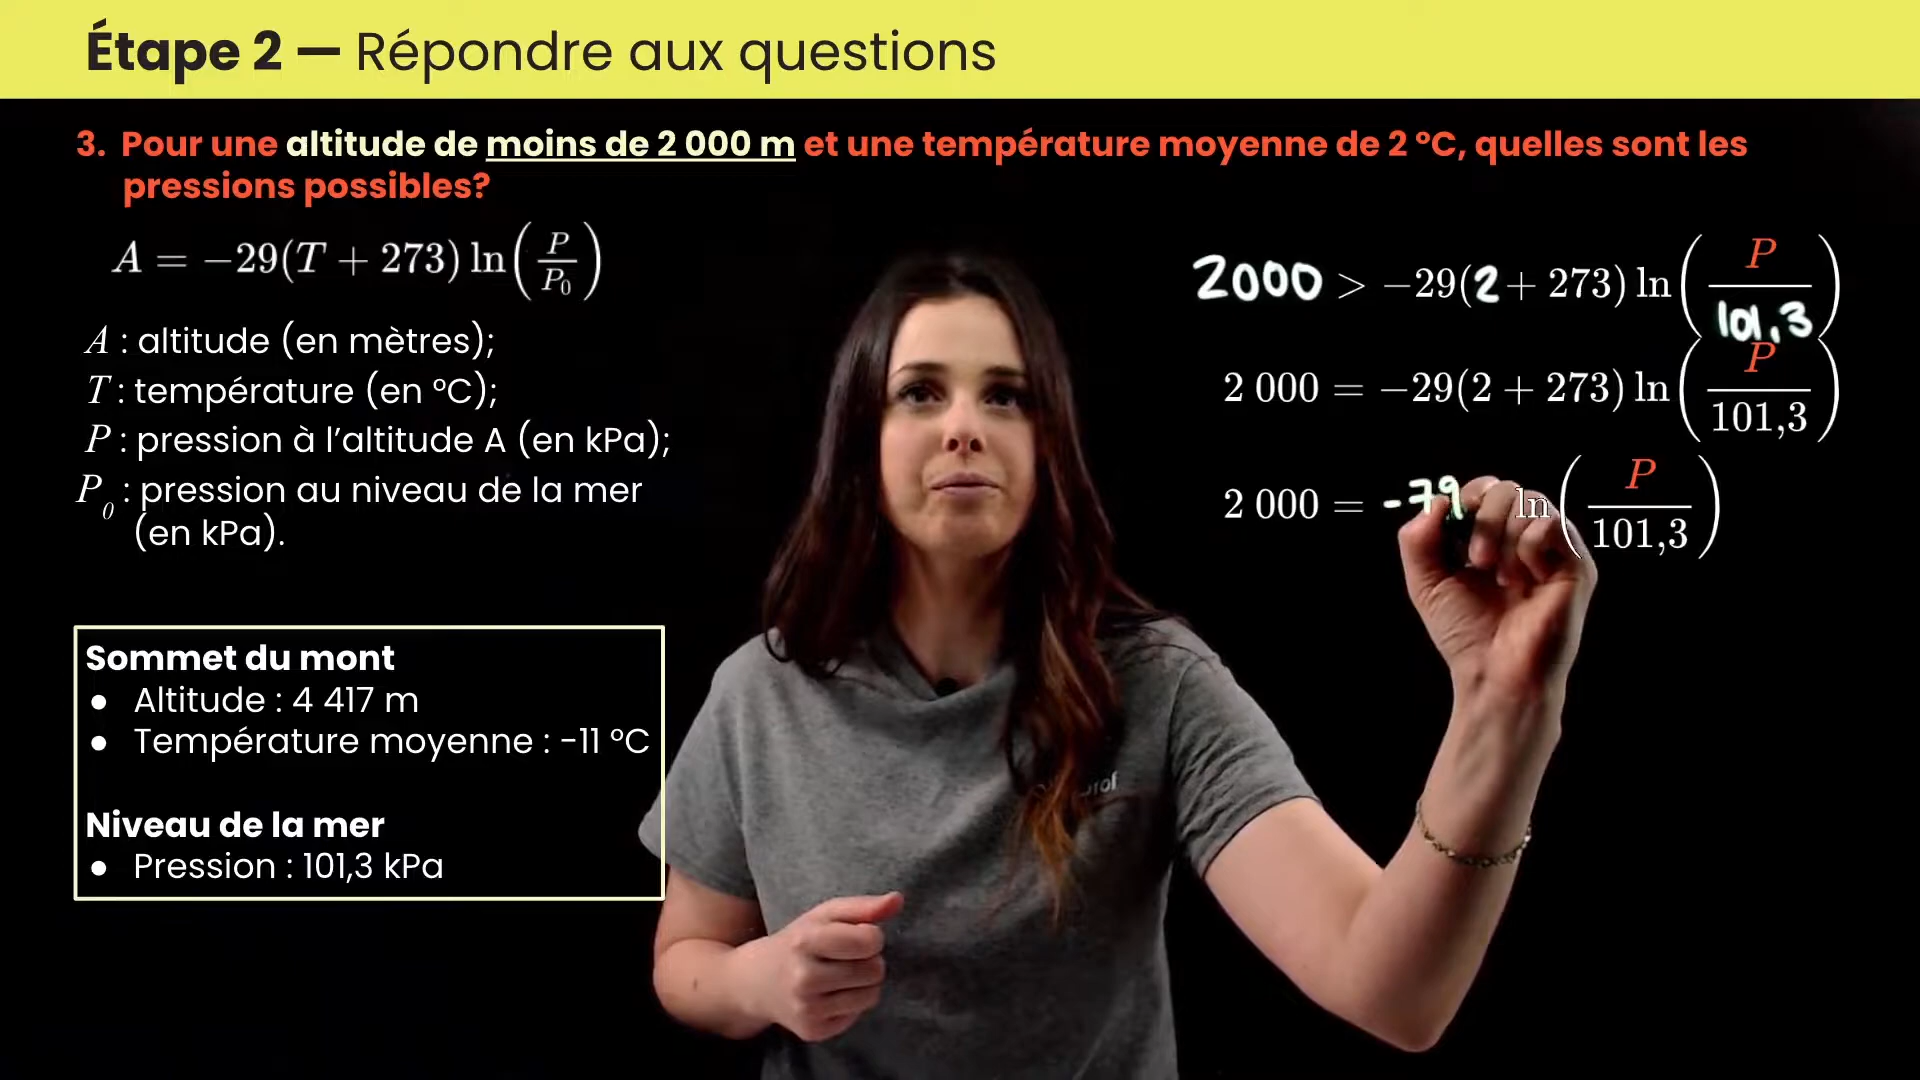 Étape 2 — Répondre aux questions
3. Pour une altitude de moins de 2 000 m et une température moyenne de 2 °C, quelles sont les
pressions possibles?
A = −29(T + 273) ln(P/P₀)
A : altitude (en mètres);
T : température (en °C);
P : pression à l’altitude A (en kPa);
P₀ : pression au niveau de la mer
(en kPa).
Sommet du mont
● Altitude : 4 417 m
● Température moyenne : -11 °C
Niveau de la mer
● Pression : 101,3 kPa
2000 > −29(2 + 273) ln(P/101,3)
2 000 = −29(2 + 273) ln(P/101,3)
2 000 = -79 ln(P/101,3)